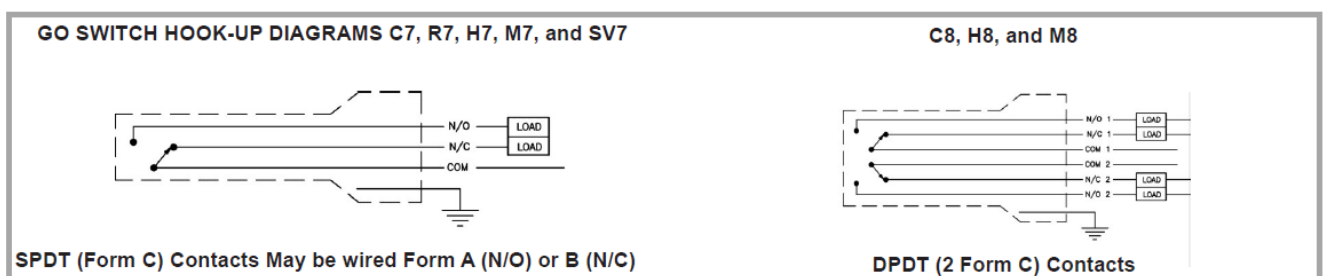 GO SWITCH HOOK-UP DIAGRAMS C7, R7, H7, M7, and SV7
N/O LOAD
N/C LOAD
COM
SPDT (Form C) Contacts May be wired Form A (N/O) or B (N/C)
C8, H8, and M8
N/O 1 LOAD
N/C 1 LOAD
COM 1
COM 2
N/C 2 LOAD
N/O 2 LOAD
DPDT (2 Form C) Contacts